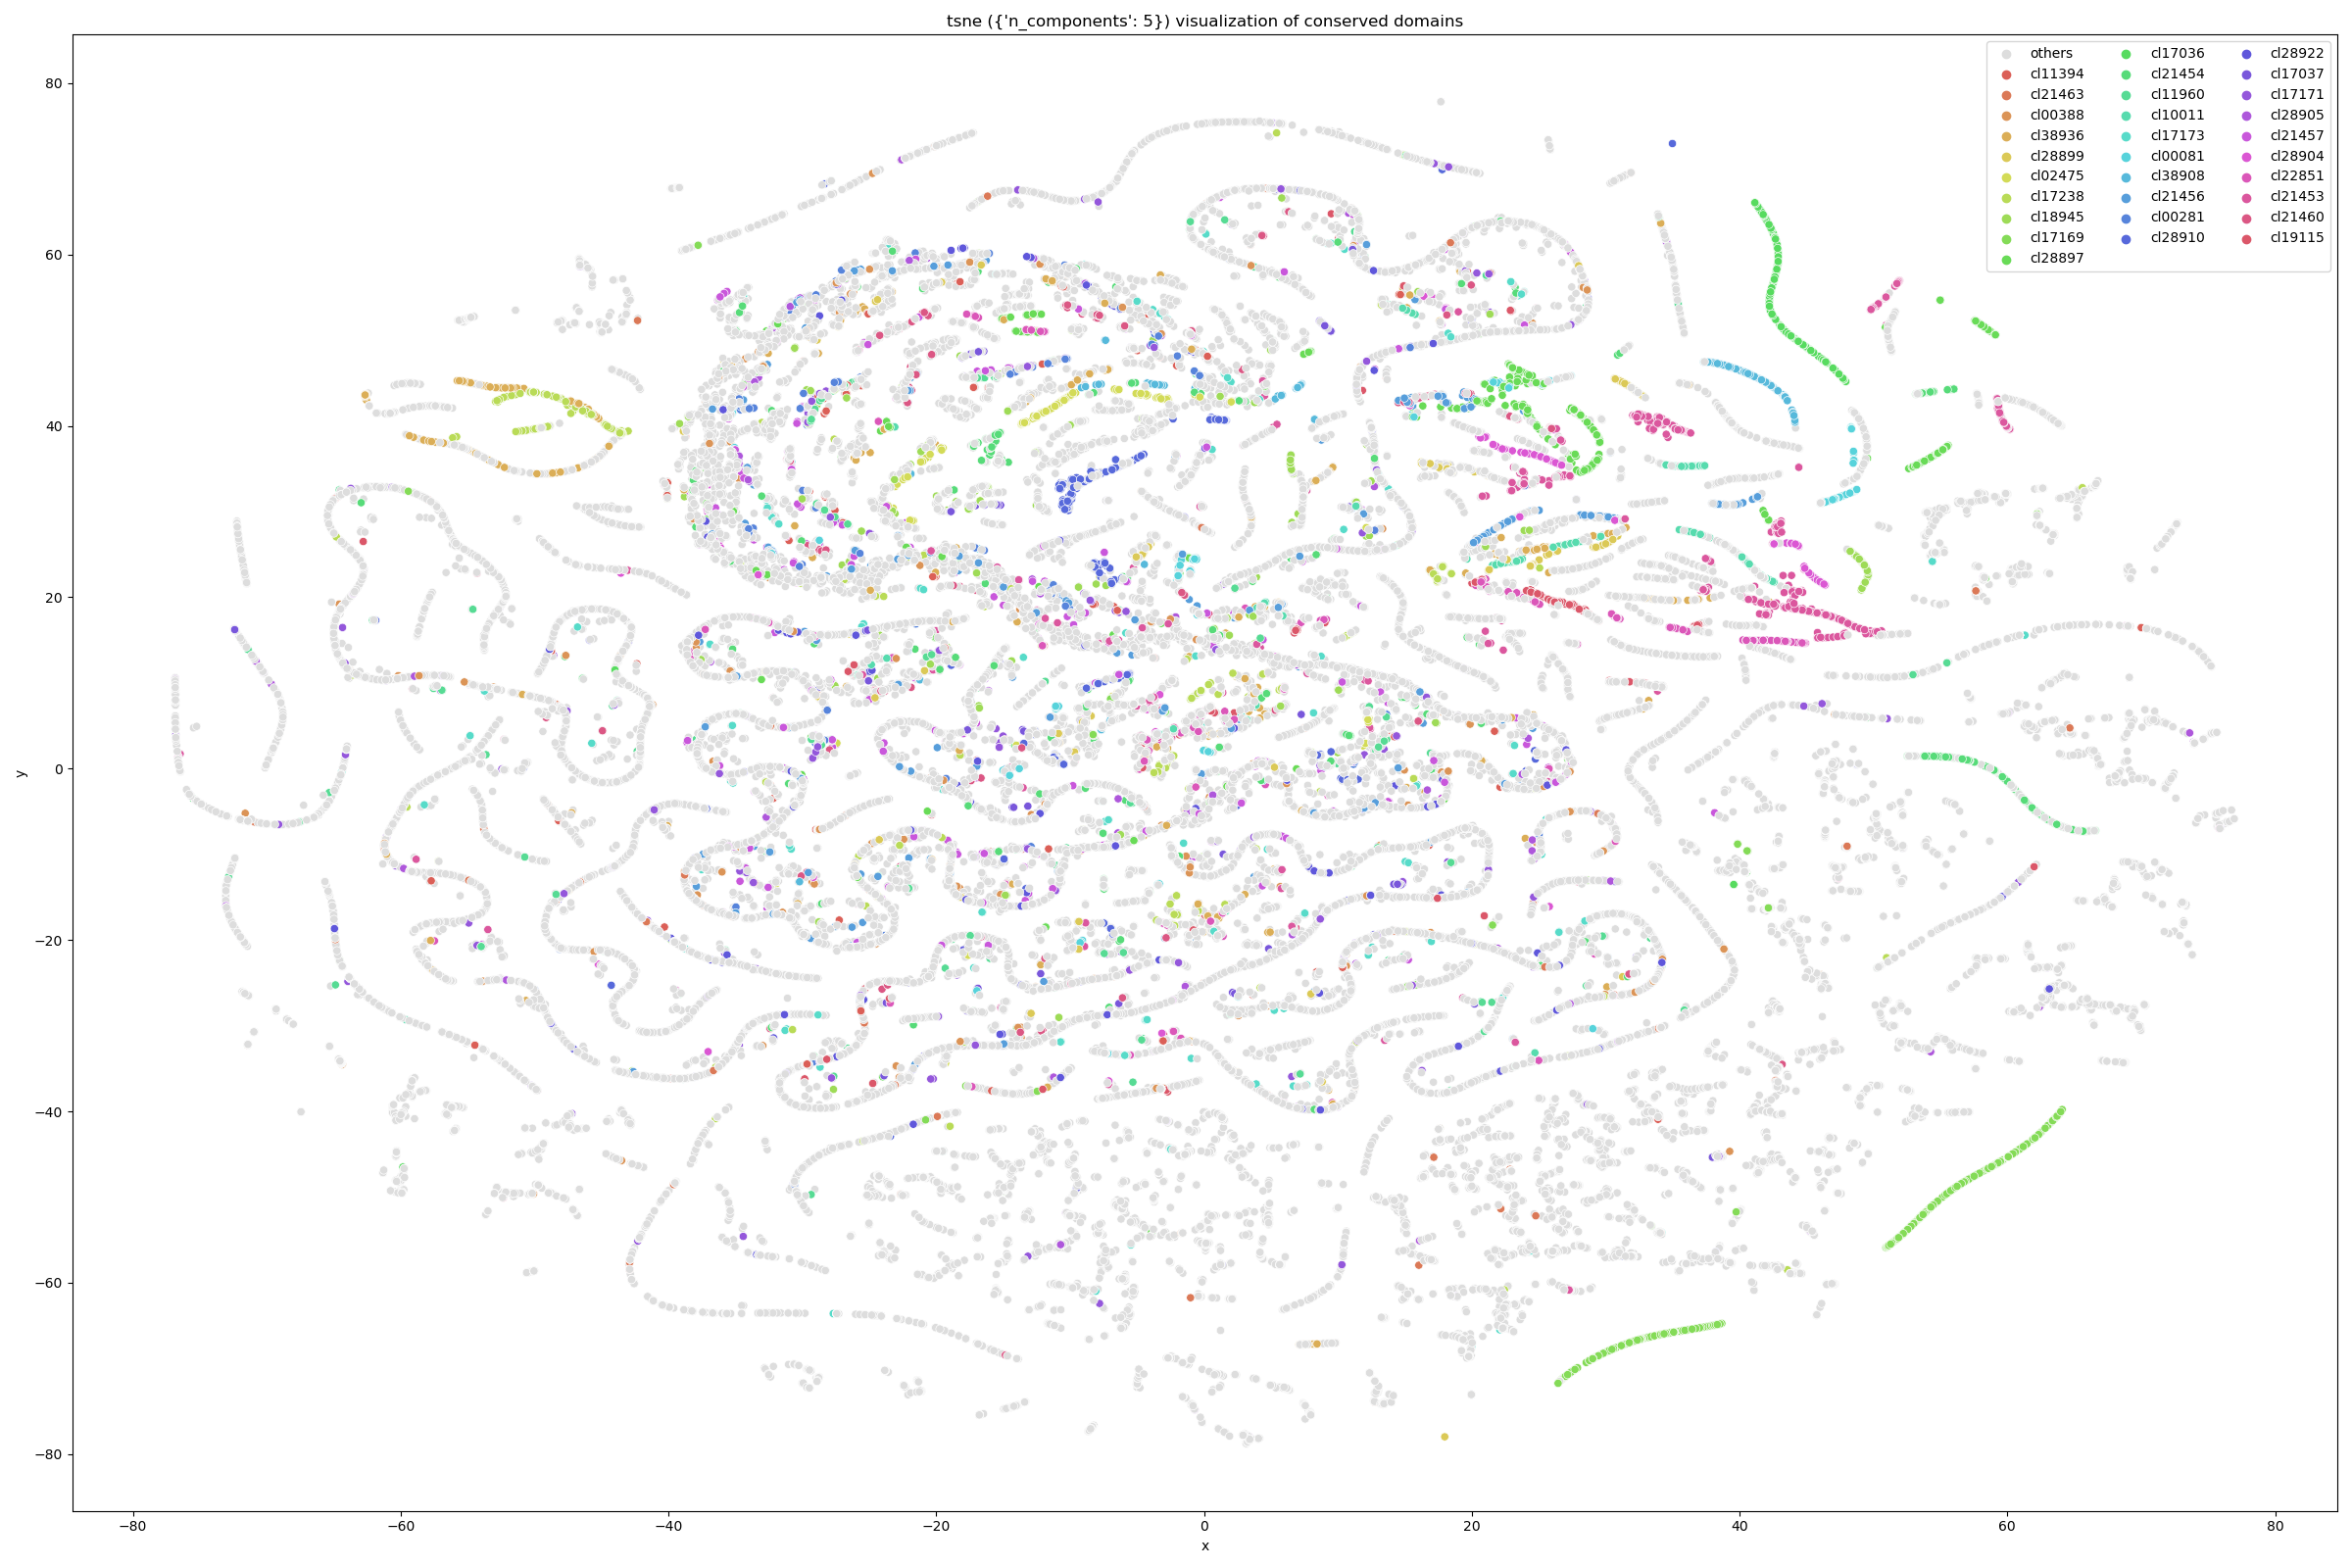 tsne ({'n_components': 5}) visualization of conserved domains
others
cl11394
cl21463
cl00388
cl38936
cl28899
cl02475
cl17238
cl18945
cl17169
cl28897
cl17036
cl21454
cl11960
cl10011
cl17173
cl00081
cl38908
cl21456
cl00281
cl28910
cl28922
cl17037
cl17171
cl28905
cl21457
cl28904
cl22851
cl21453
cl21460
cl19115
80
60
40
20
0
−20
−40
−60
−80
y
−80 −60 −40 −20 0 20 40 60 80
x